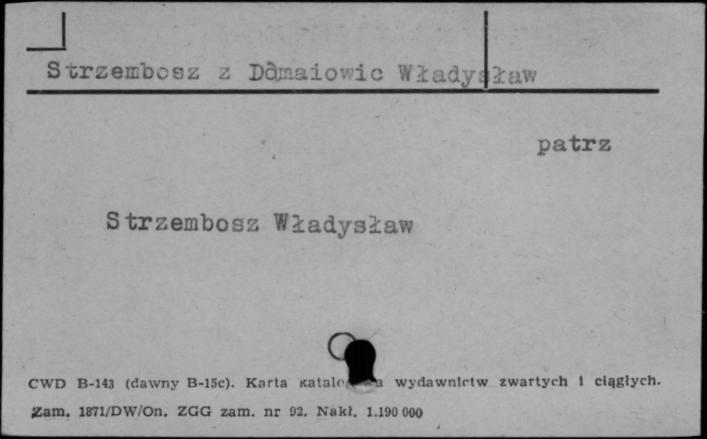 Strzembosz z Domaiowic Władysław
patrz
Strzembosz Władysław
CWD B-143 (dawny B-15c). Karta wydawnictw zwartych i ciągłych.
Zam. 1871/DW/On. ZGG zam. nr 92. Nakł. 1.190 000